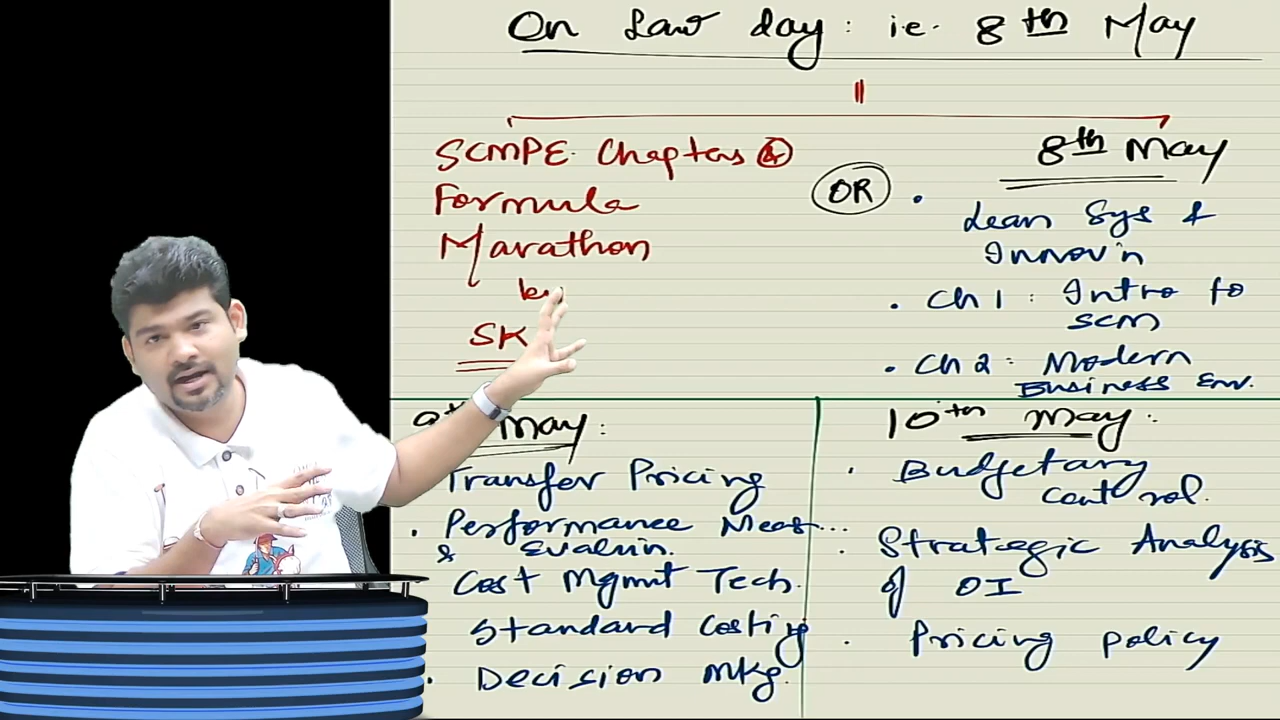 On Law day : i.e. 8th May
SCMPE Chapters &
Formula
Marathon
SK
OR
8th May
• Lean Sys &
Innov'n
• Ch 1 : Intro to
SCM
• Ch 2 : Modern
Business Env.
May :
Transfer Pricing
• Performance Meas...
& Evalu'n.
Cost Mgmt Tech.
Standard Costing
• Decision Mkg.
10th May :
• Budgetary
Control.
• Strategic Analysis
of OI
• Pricing policy